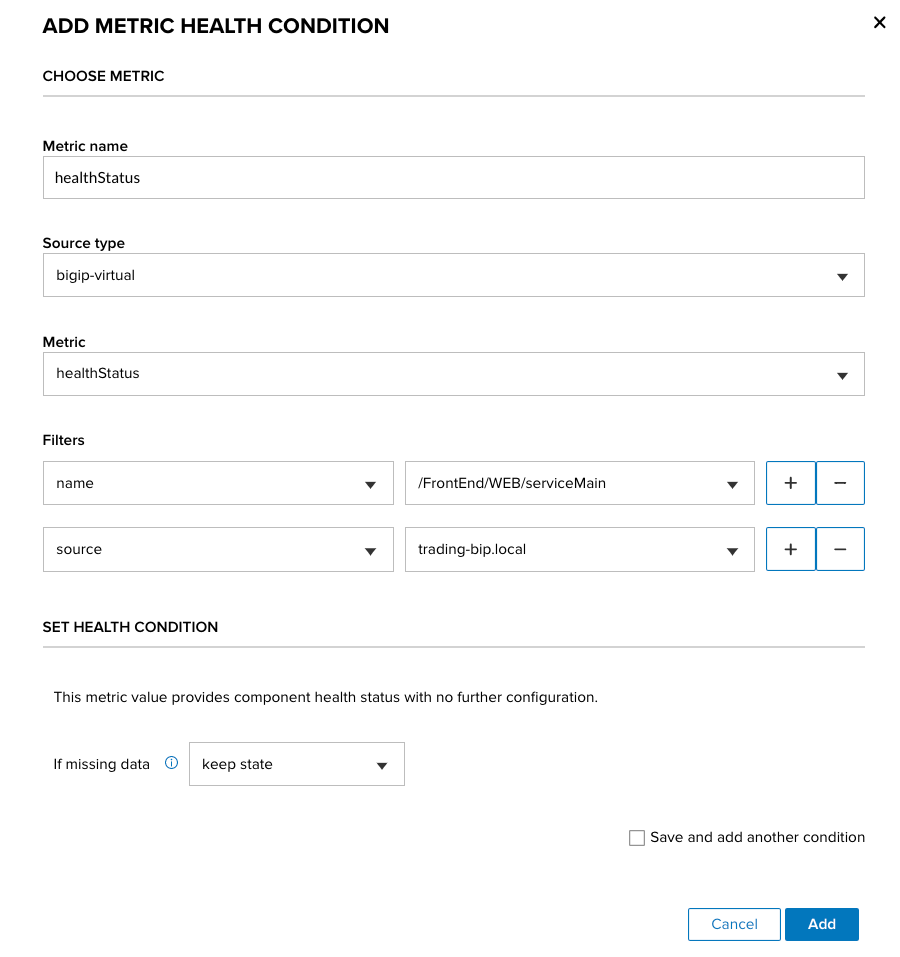 ADD METRIC HEALTH CONDITION
CHOOSE METRIC
Metric name
healthStatus
Source type
bigip-virtual
Metric
healthStatus
Filters
name /FrontEnd/WEB/serviceMain + −
source trading-bip.local + −
SET HEALTH CONDITION
This metric value provides component health status with no further configuration.
If missing data keep state
Save and add another condition
Cancel Add